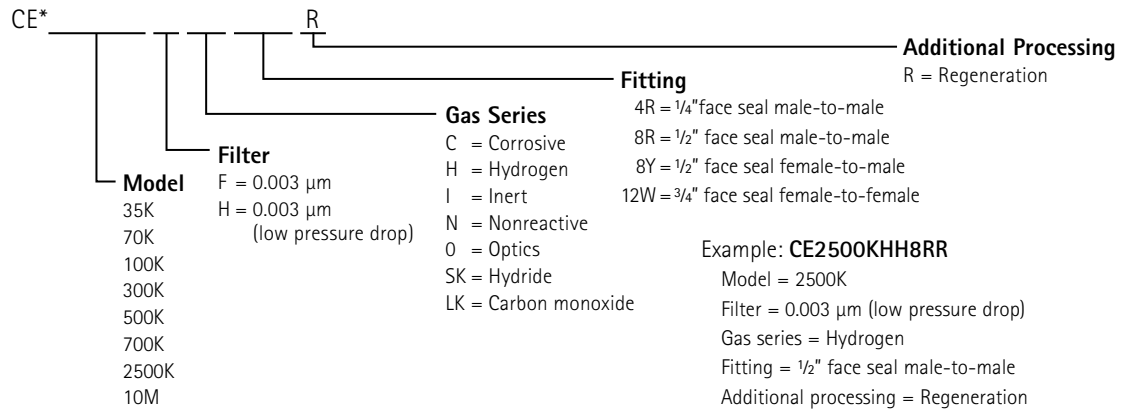 CE* R
Additional Processing
R = Regeneration
Fitting
4R = 1/4" face seal male-to-male
8R = 1/2" face seal male-to-male
8Y = 1/2" face seal female-to-male
12W = 3/4" face seal female-to-female
Gas Series
C = Corrosive
H = Hydrogen
I = Inert
N = Nonreactive
O = Optics
SK = Hydride
LK = Carbon monoxide
Filter
F = 0.003 µm
H = 0.003 µm
(low pressure drop)
Model
35K
70K
100K
300K
500K
700K
2500K
10M
Example: CE2500KHH8RR
Model = 2500K
Filter = 0.003 µm (low pressure drop)
Gas series = Hydrogen
Fitting = 1/2" face seal male-to-male
Additional processing = Regeneration